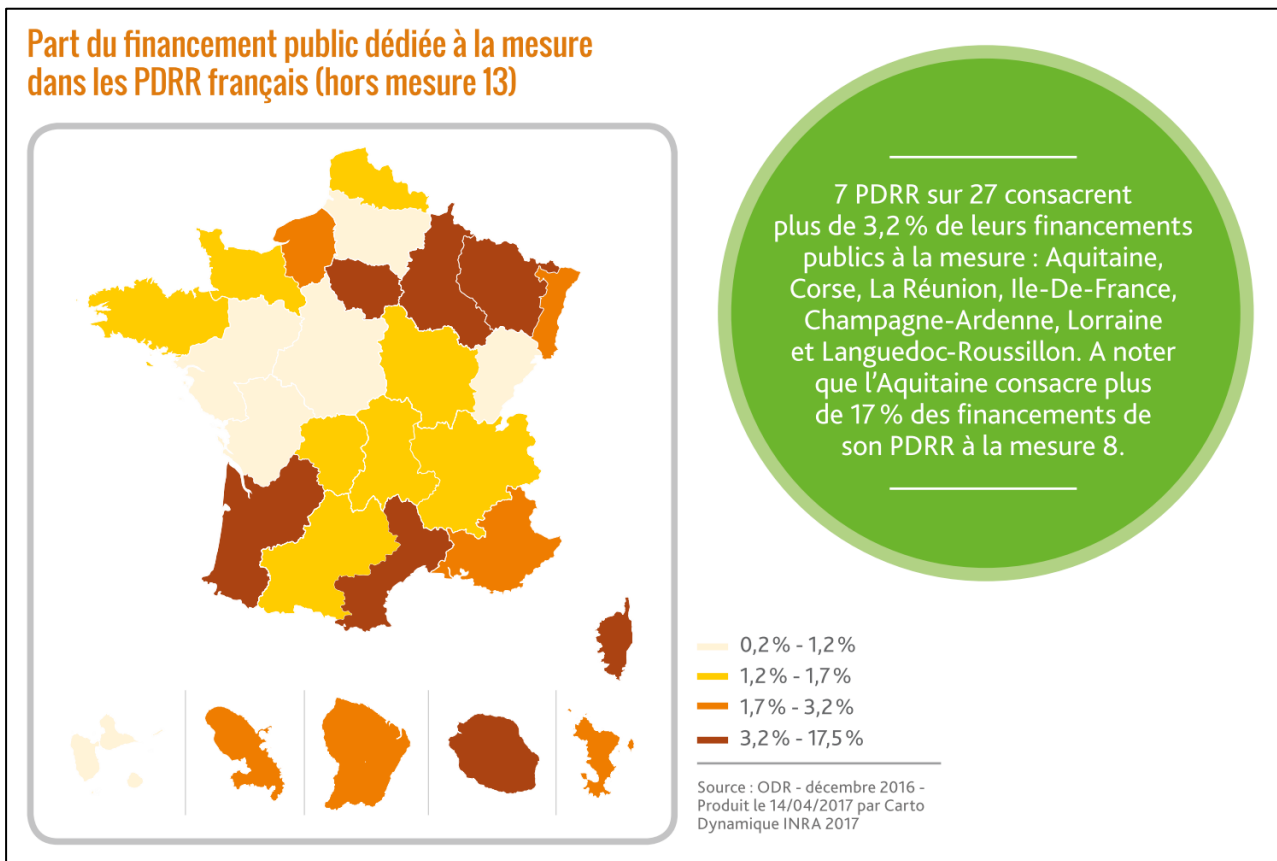 Part du financement public dédiée à la mesure
dans les PDRR français (hors mesure 13)
7 PDRR sur 27 consacrent
plus de 3,2 % de leurs financements
publics à la mesure : Aquitaine,
Corse, La Réunion, Ile-De-France,
Champagne-Ardenne, Lorraine
et Languedoc-Roussillon. A noter
que l’Aquitaine consacre plus
de 17 % des financements de
son PDRR à la mesure 8.
0,2 % - 1,2 %
1,2 % - 1,7 %
1,7 % - 3,2 %
3,2 % - 17,5 %
Source : ODR - décembre 2016 -
Produit le 14/04/2017 par Carto
Dynamique INRA 2017